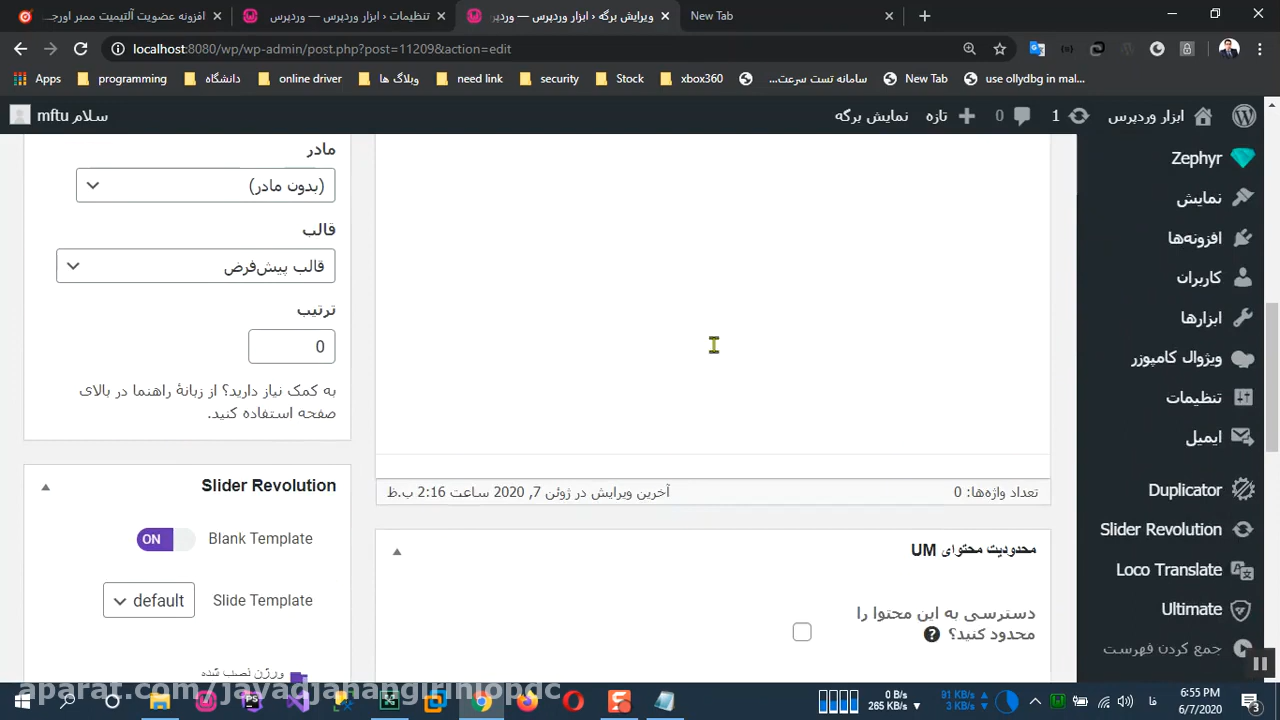 افزونه عضویت آلتیمیت ممبر اورجـ...
تنظیمات ‹ ابزار وردپرس — وردپرس
ویرایش برگه ‹ ابزار وردپرس — وردپر
New Tab
localhost:8080/wp/wp-admin/post.php?post=11209&action=edit
Apps
programming
دانشگاه
online driver
وبلاگ ها
need link
security
Stock
xbox360
سامانه تست سرعت...
New Tab
use ollydbg in mal...
ابزار وردپرس
1
0
تازه
نمایش برگه
سلام mftu
Zephyr
نمایش
افزونه‌ها
کاربران
ابزارها
ویژوال کامپوزر
تنظیمات
ایمیل
Duplicator
Slider Revolution
Loco Translate
Ultimate
جمع کردن فهرست
تعداد واژه‌ها: 0
آخرین ویرایش در ژوئن 7, 2020 ساعت 2:16 ب.ظ
محدودیت محتوای UM
دسترسی به این محتوا را
محدود کنید؟
مادر
(بدون مادر)
قالب
قالب پیش‌فرض
ترتیب
0
به کمک نیاز دارید؟ از زبانهٔ راهنما در بالای
صفحه استفاده کنید.
Slider Revolution
Blank Template
ON
Slide Template
default
ورژن نصب شده
aparat.com/javadjahangiriniopdc
0 B/s
265 KB/s
91 KB/s
3 KB/s
فا
6:55 PM
6/7/2020
3